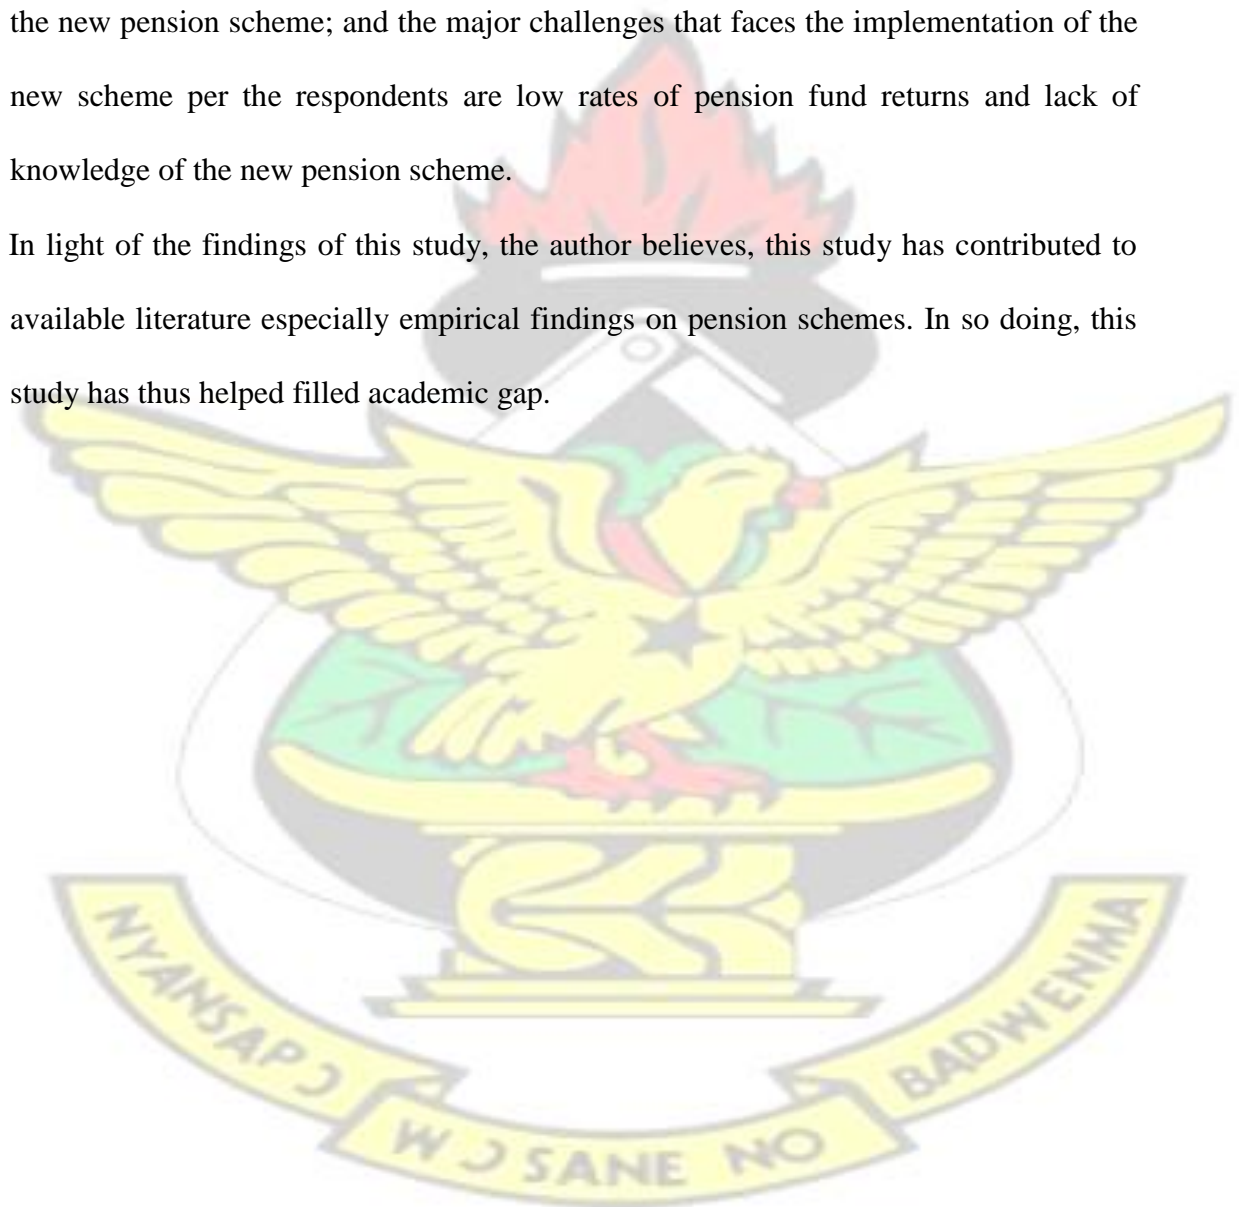 the new pension scheme; and the major challenges that faces the implementation of the
new scheme per the respondents are low rates of pension fund returns and lack of
knowledge of the new pension scheme.
In light of the findings of this study, the author believes, this study has contributed to
available literature especially empirical findings on pension schemes. In so doing, this
study has thus helped filled academic gap.
NYANSAPƆ
WƆ SANE NO
BADWENMA